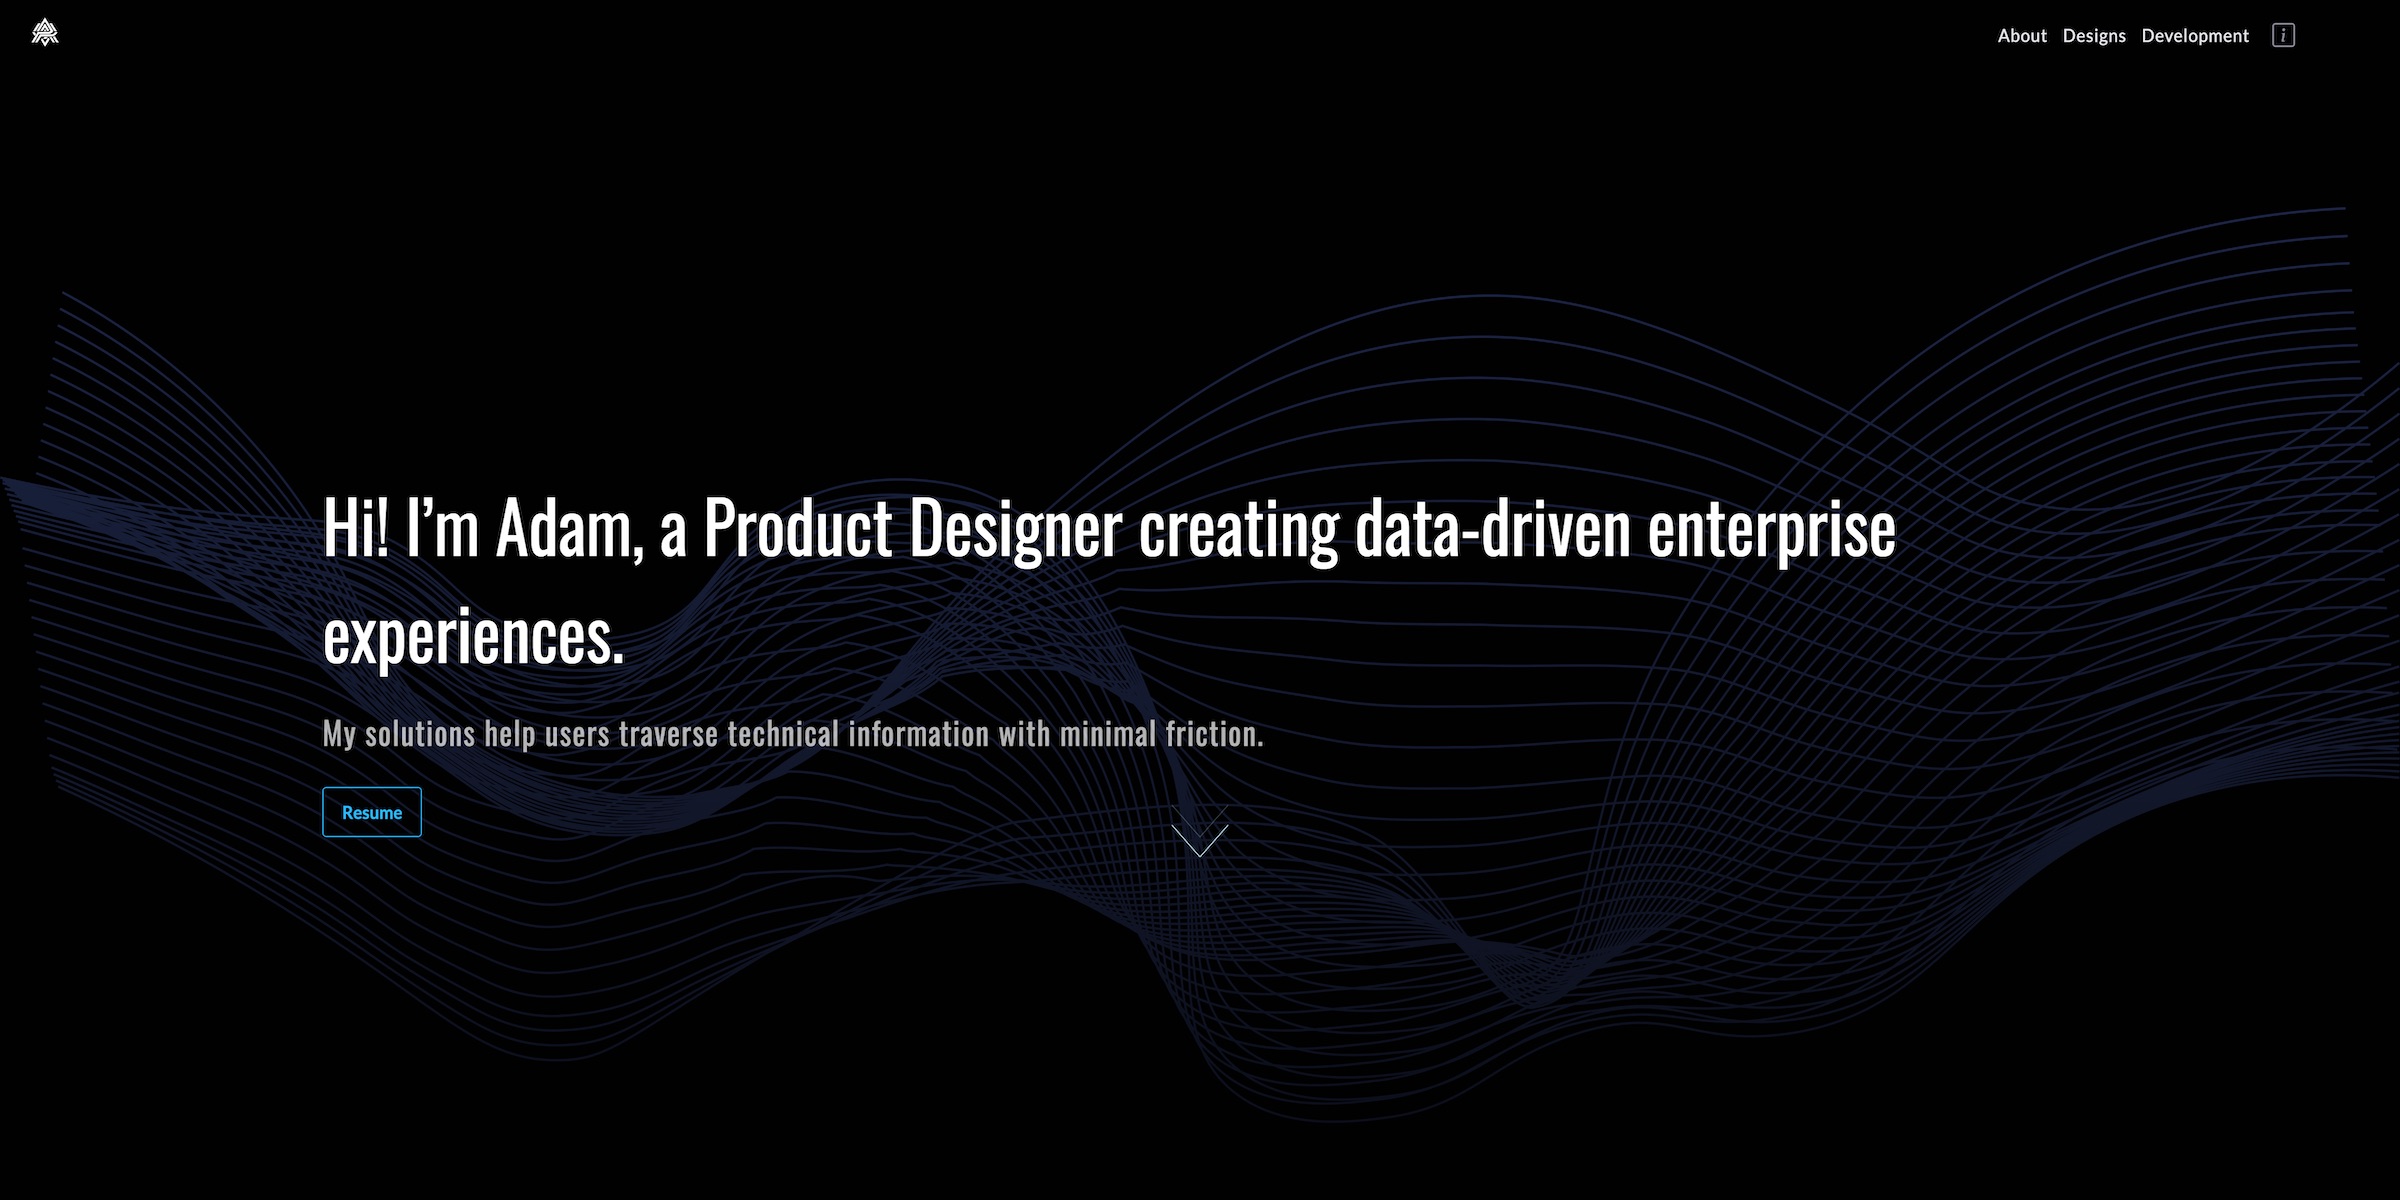 About Designs Development i
Hi! I’m Adam, a Product Designer creating data-driven enterprise
experiences.
My solutions help users traverse technical information with minimal friction.
Resume